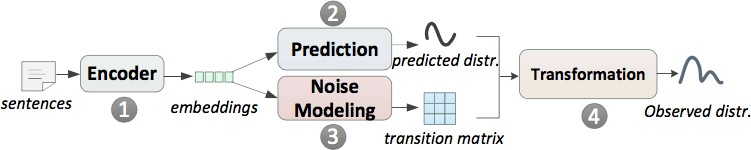 sentences
Encoder
1
embeddings
2
Prediction
predicted distr.
Noise
Modeling
3
transition matrix
Transformation
4
Observed distr.